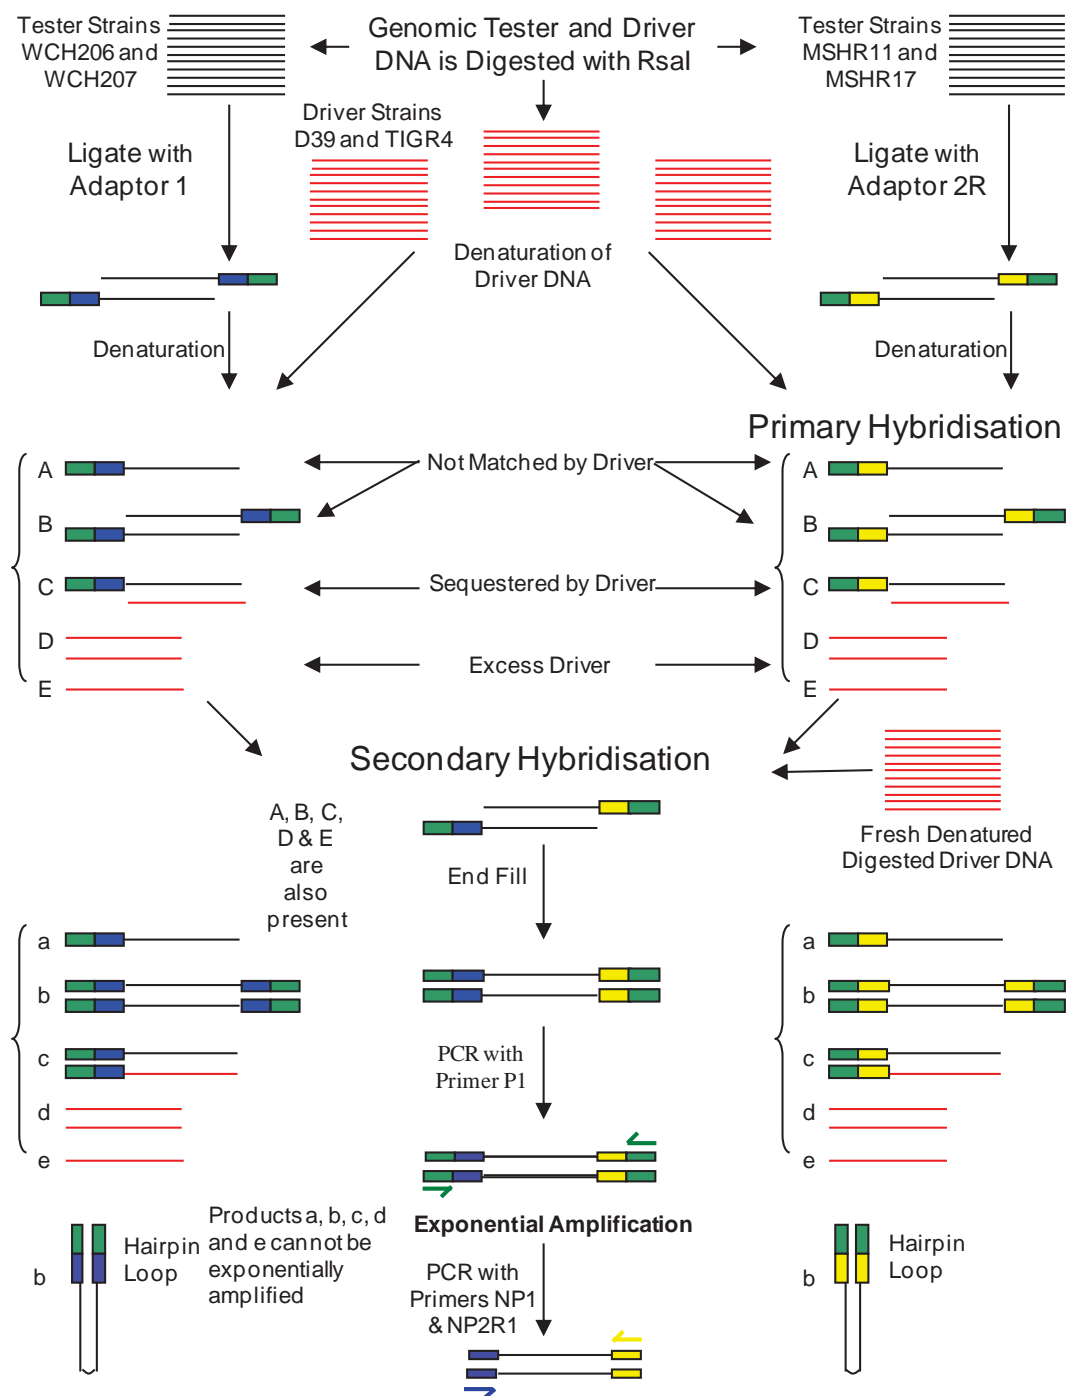 Tester Strains
WCH206 and
WCH207
Genomic Tester and Driver
DNA is Digested with RsaI
Tester Strains
MSHR11 and
MSHR17
Driver Strains
D39 and TIGR4
Ligate with
Adaptor 1
Ligate with
Adaptor 2R
Denaturation of
Driver DNA
Denaturation
Denaturation
Primary Hybridisation
A
Not Matched by Driver
A
B
B
C
Sequestered by Driver
C
D
D
Excess Driver
E
E
Secondary Hybridisation
A, B, C,
D & E
are
also
present
Fresh Denatured
Digested Driver DNA
End Fill
a
a
b
b
PCR with
Primer P1
c
c
d
d
e
e
Exponential Amplification
Hairpin
Loop
b
Products a, b, c, d
and e cannot be
exponentially
amplified
PCR with
Primers NP1
& NP2R1
Hairpin
Loop
b